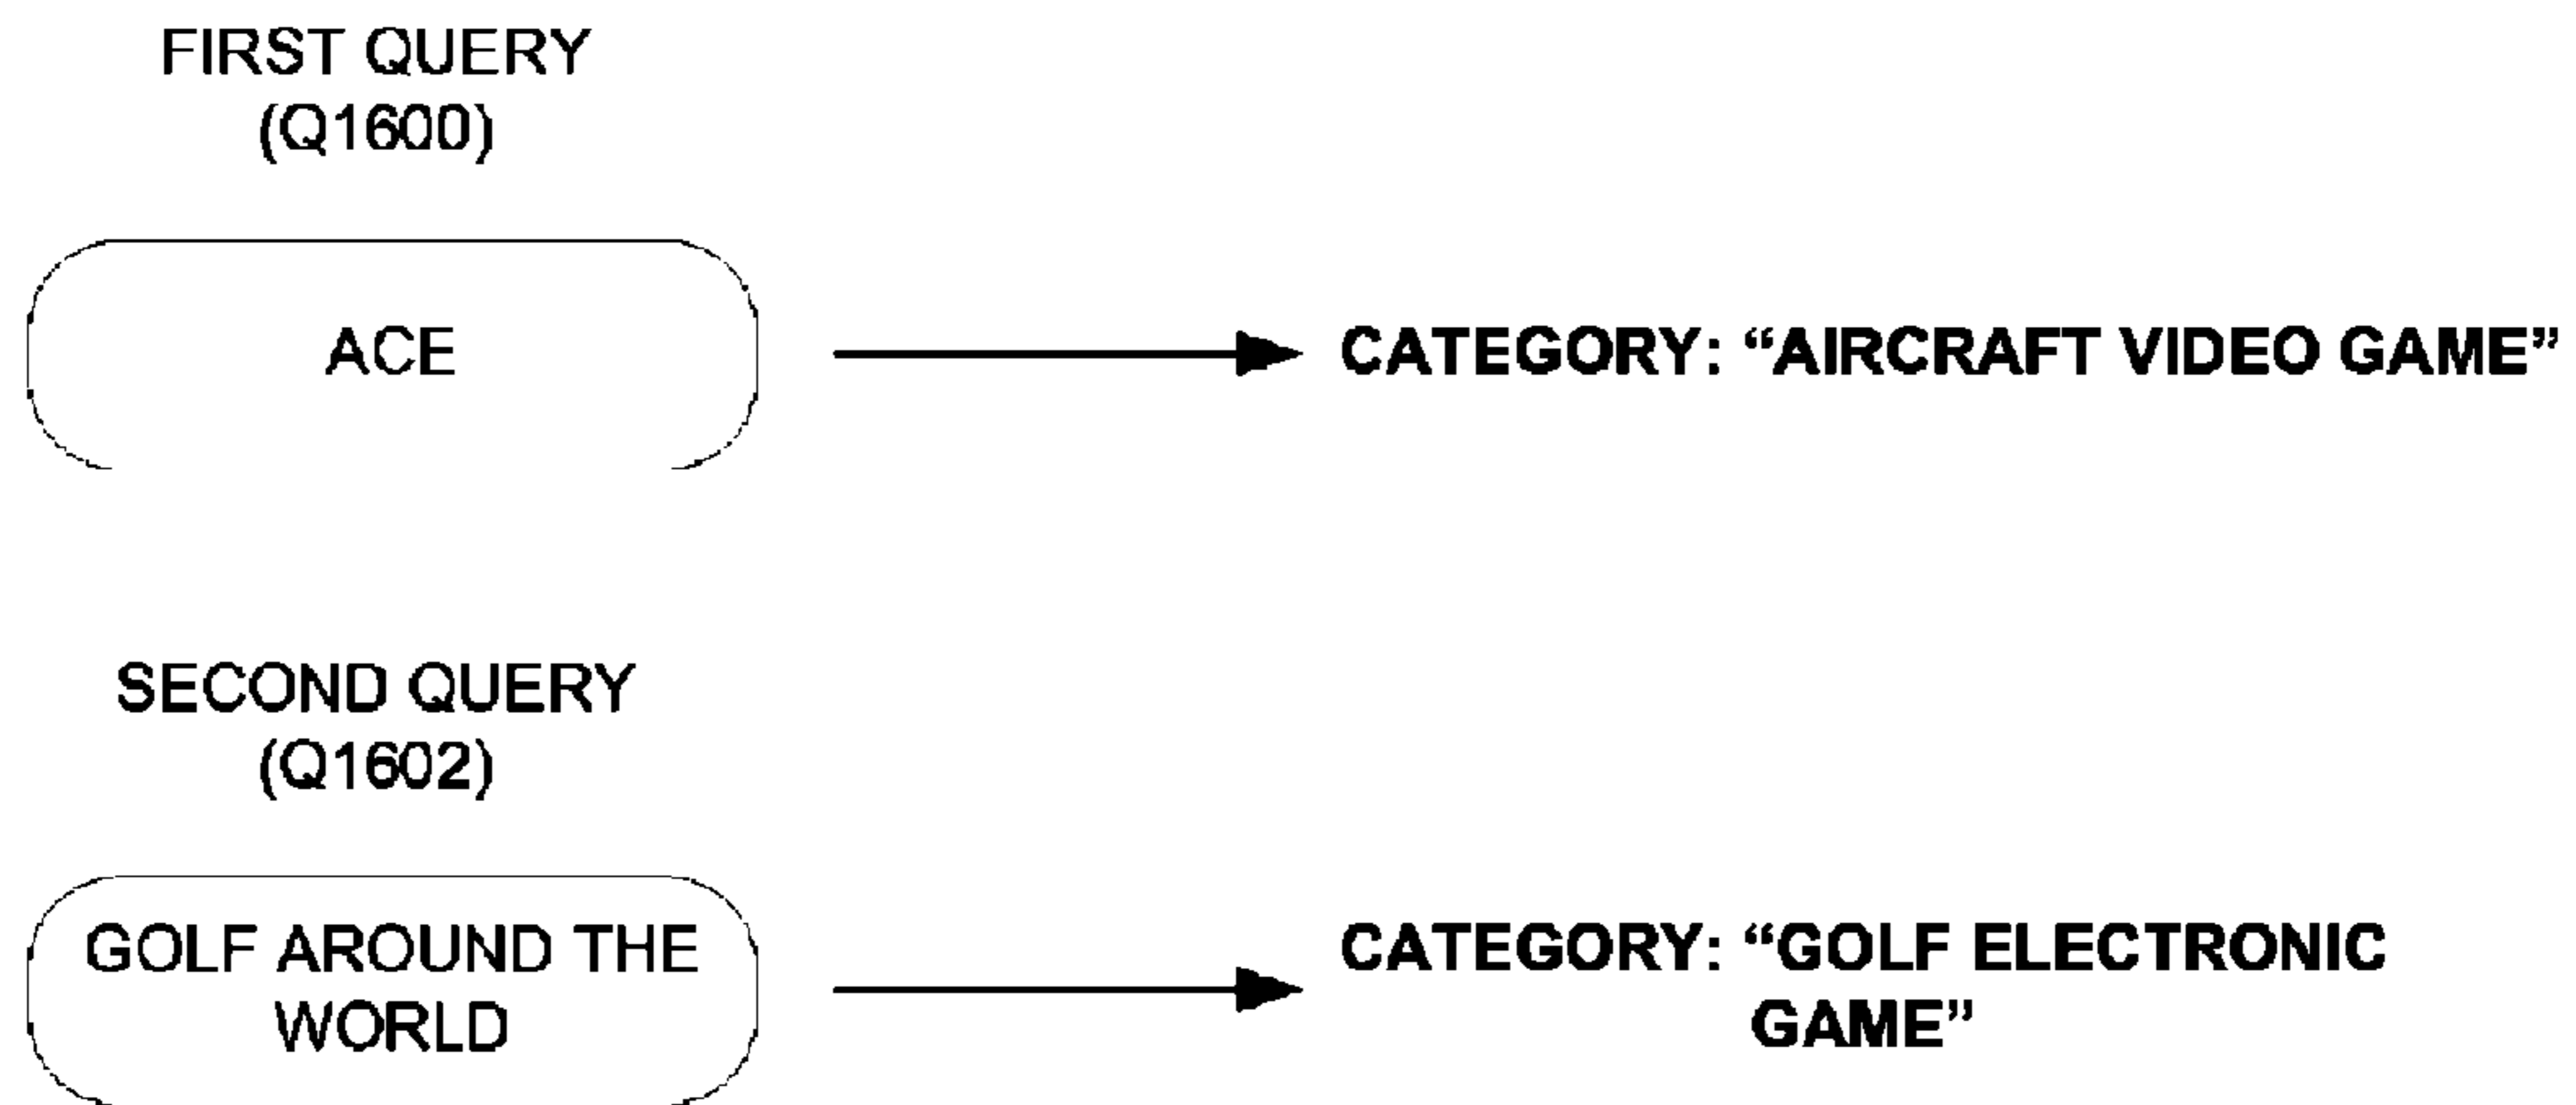 FIRST QUERY
(Q1600)
ACE
CATEGORY: “AIRCRAFT VIDEO GAME”
SECOND QUERY
(Q1602)
GOLF AROUND THE
WORLD
CATEGORY: “GOLF ELECTRONIC
GAME”